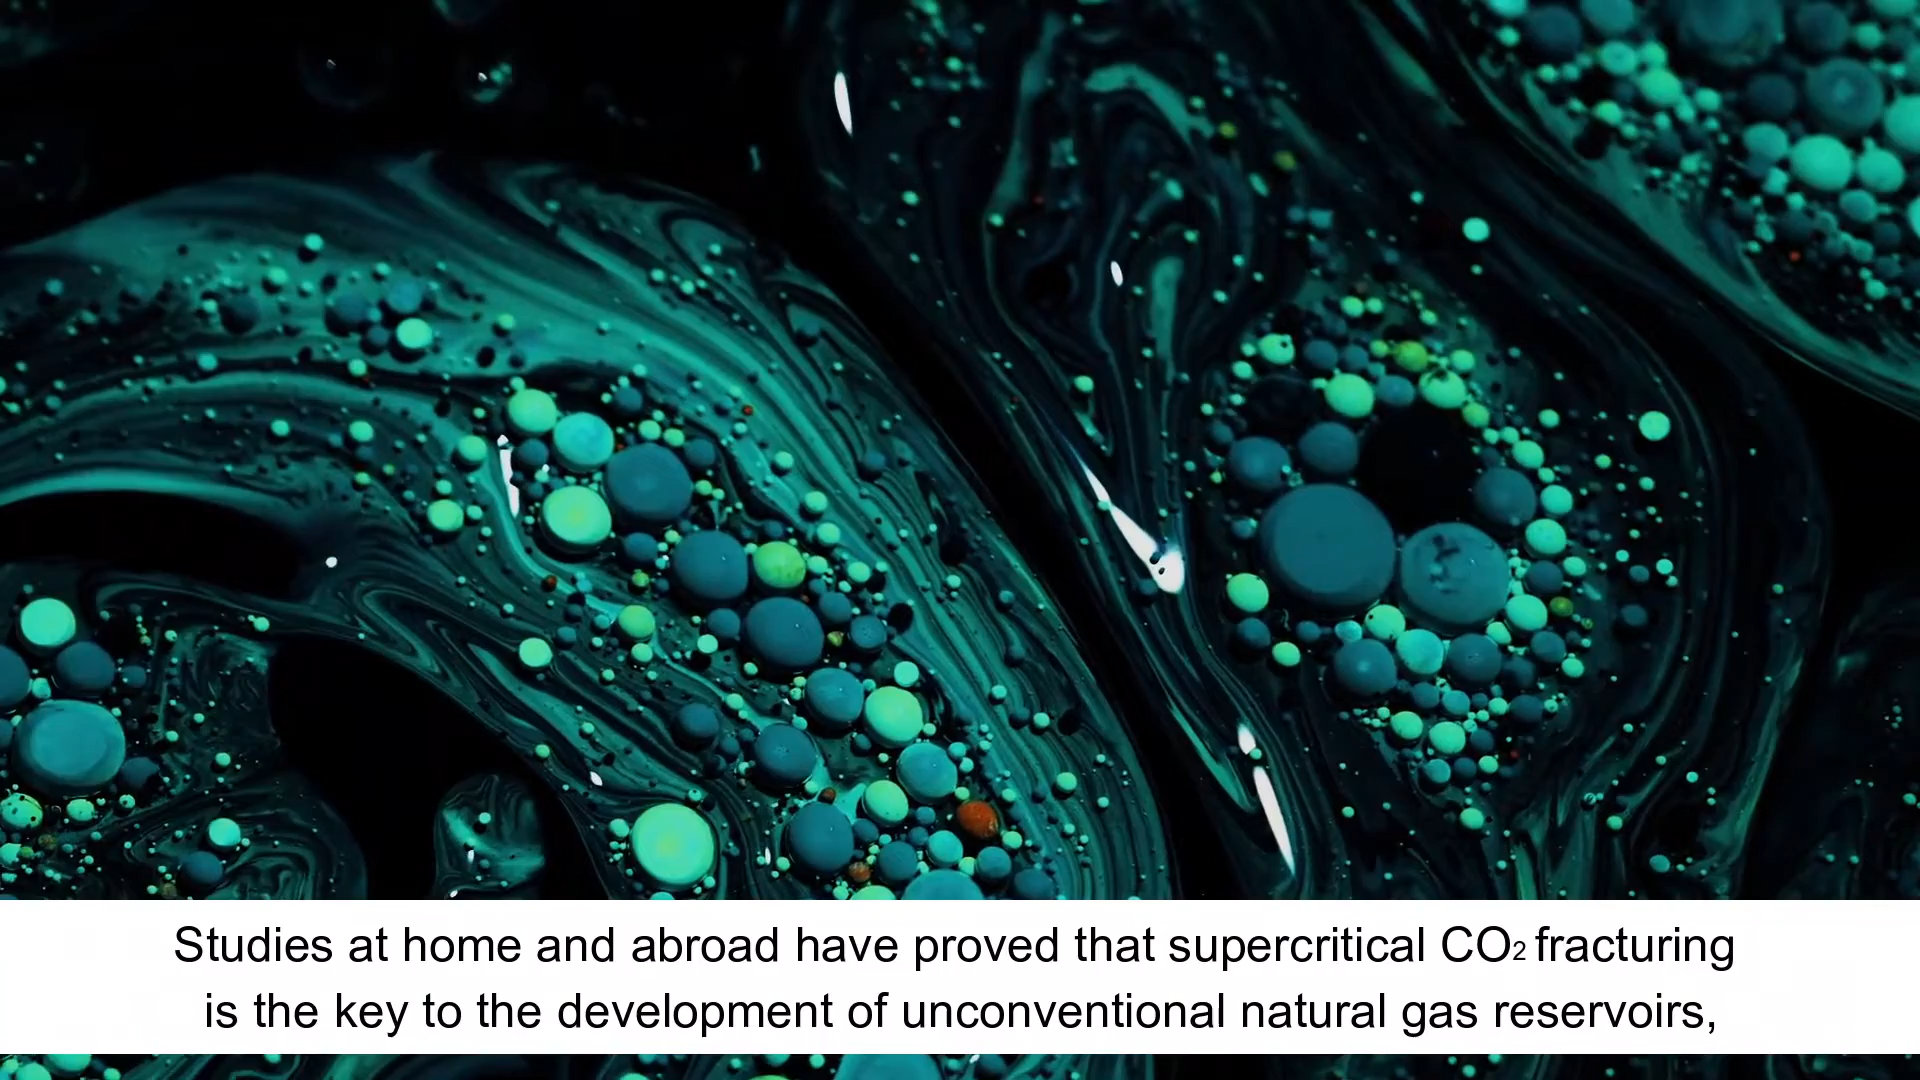 Studies at home and abroad have proved that supercritical CO₂ fracturing
is the key to the development of unconventional natural gas reservoirs,